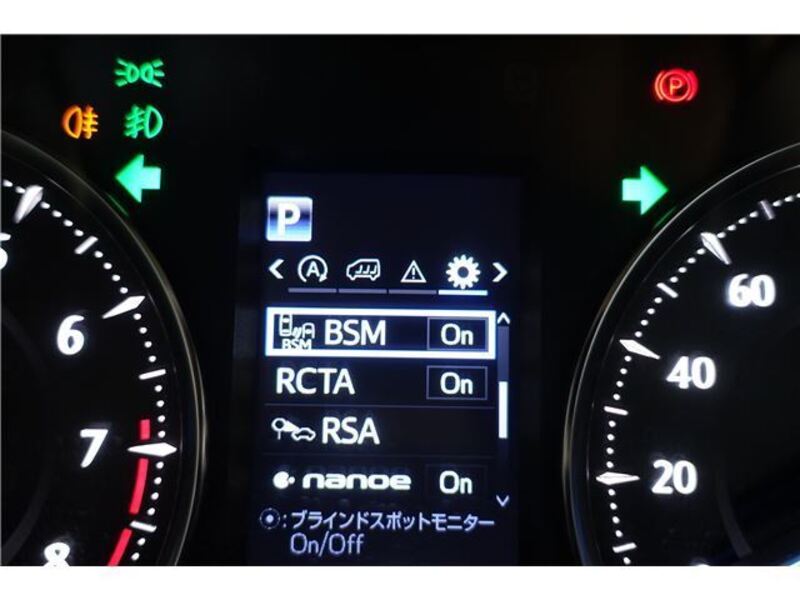 P
P
A
BSM
BSM On
RCTA On
RSA
nanoe On
:ブラインドスポットモニター
On/Off
6
7
8
60
40
20